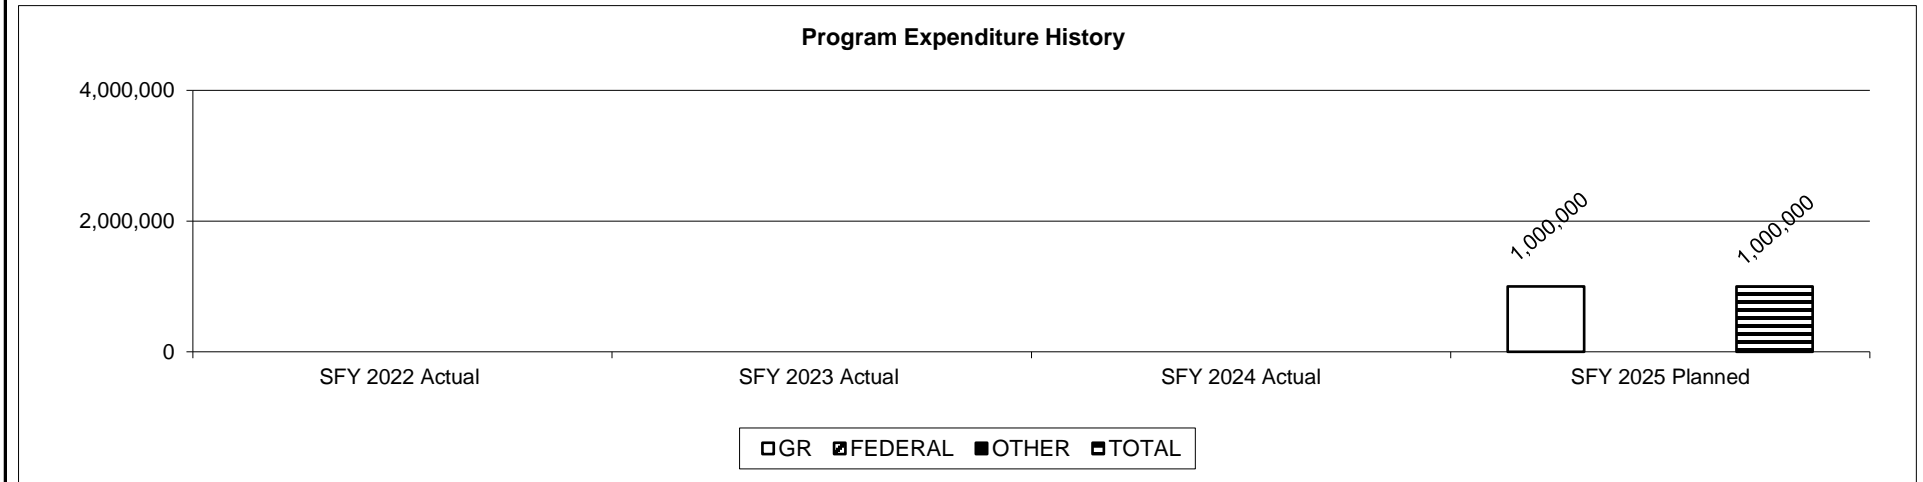 Program Expenditure History
4,000,000
2,000,000
0
1,000,000
1,000,000
SFY 2022 Actual
SFY 2023 Actual
SFY 2024 Actual
SFY 2025 Planned
GR FEDERAL OTHER TOTAL